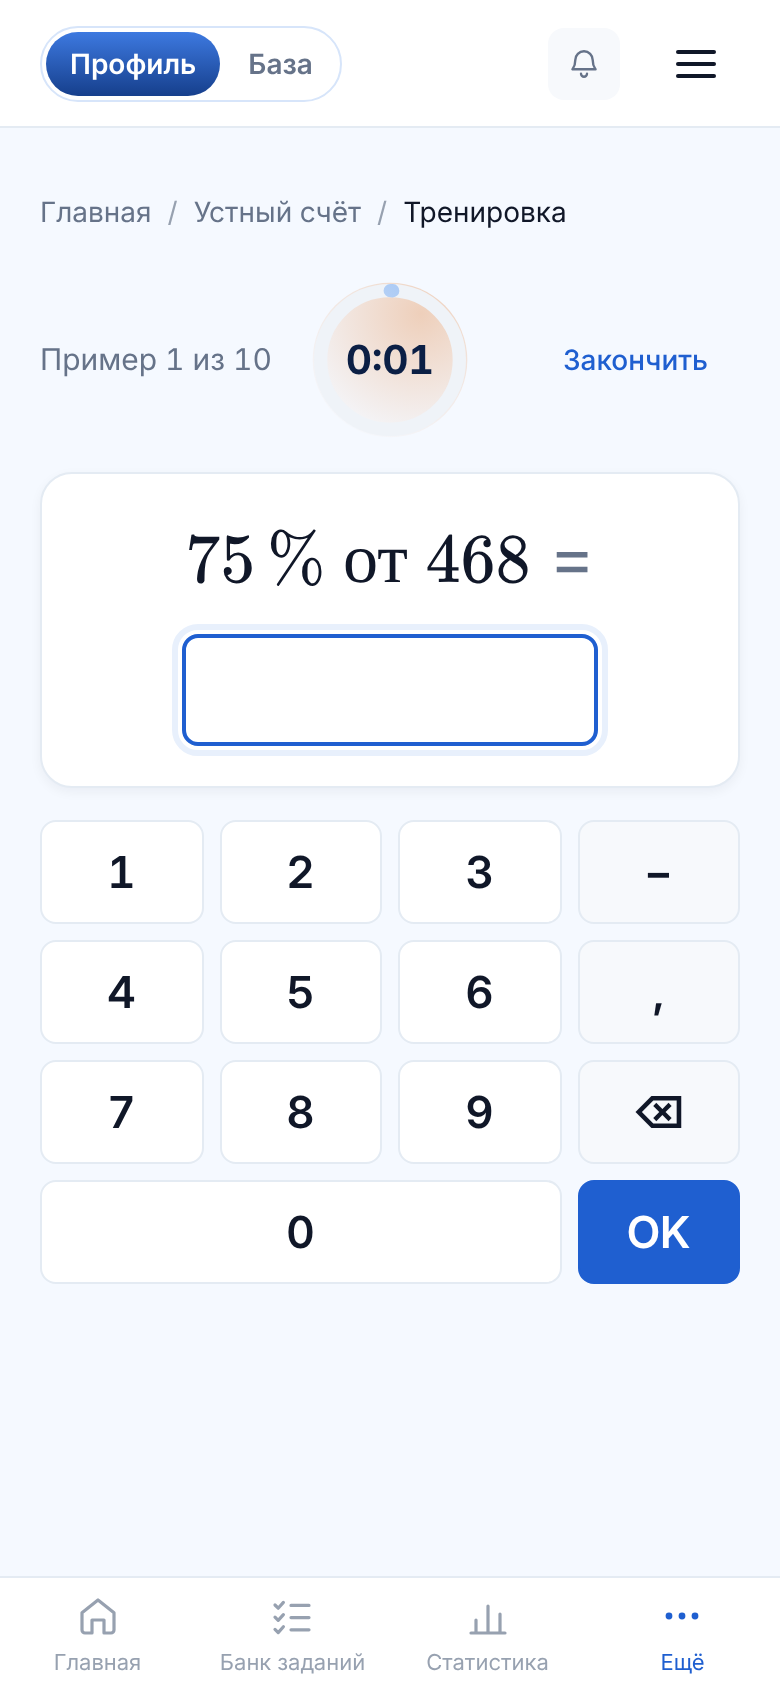 Профиль База
Главная / Устный счёт / Тренировка
Пример 1 из 10 0:01 Закончить
75 % от 468 =
1 2 3 −
4 5 6 ,
7 8 9
0 OK
Главная Банк заданий Статистика Ещё